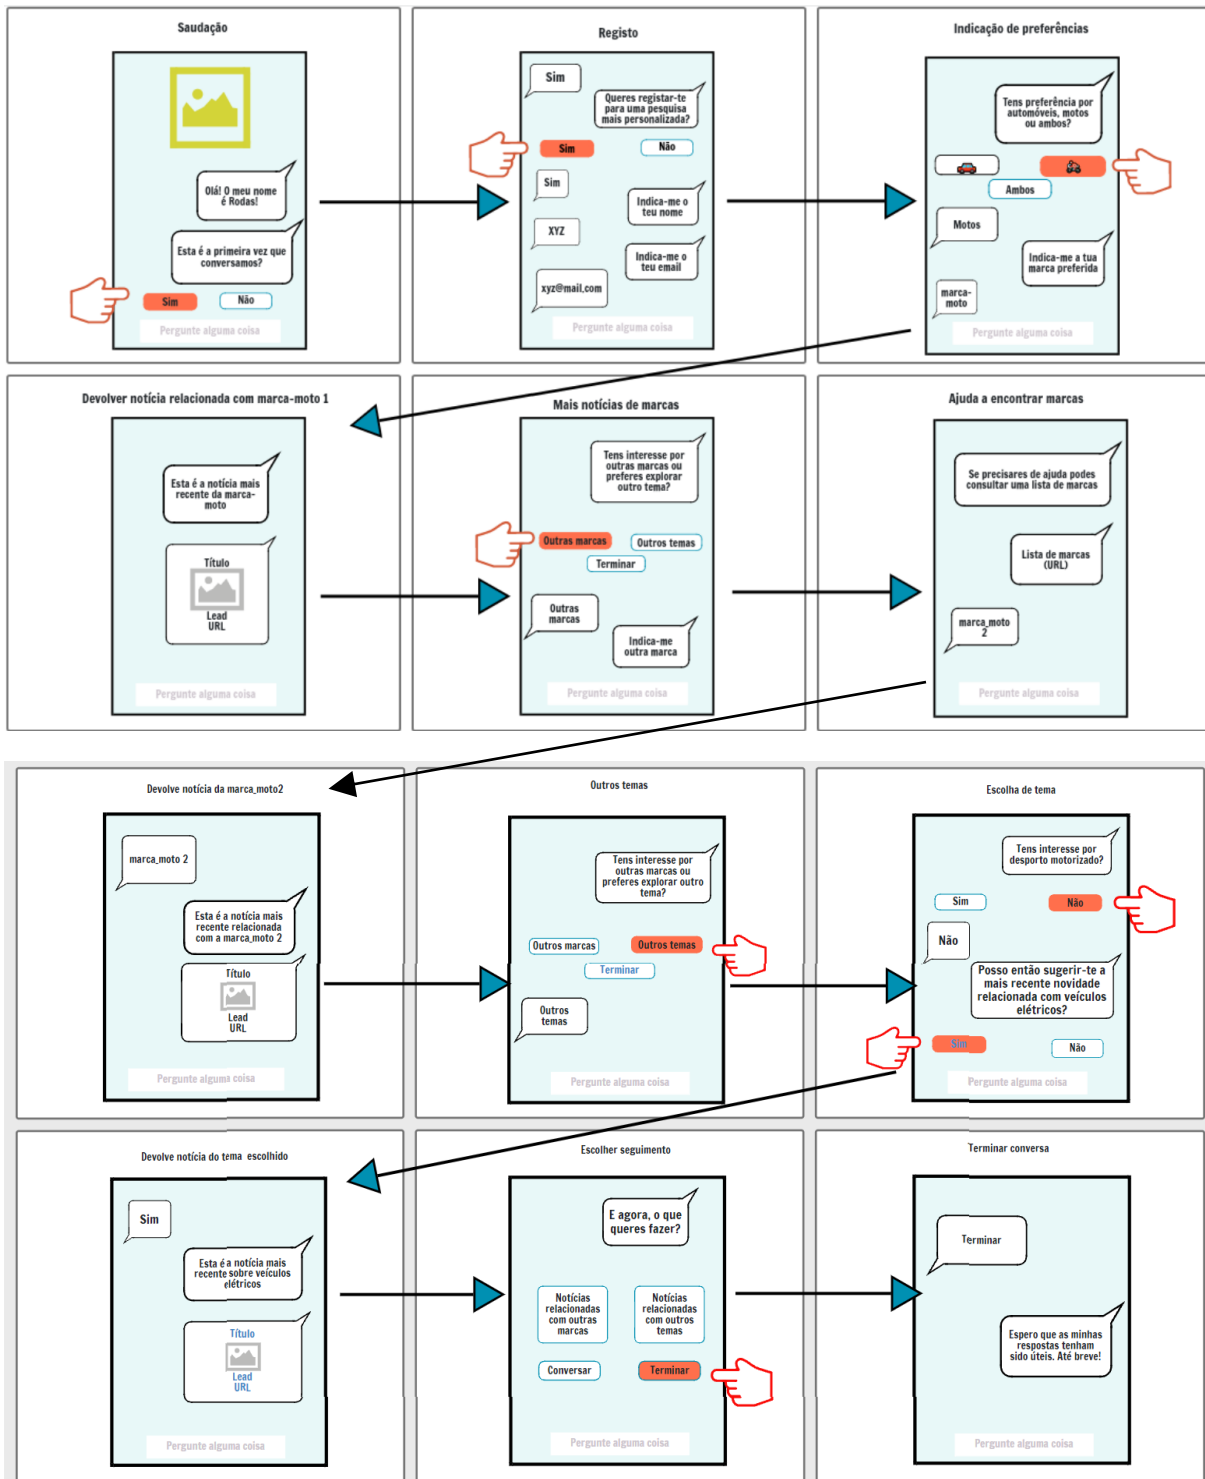 Saudação
Olá! O meu nome
é Rodas!
Esta é a primeira vez que
conversamos?
Sim
Não
Pergunte alguma coisa
Registo
Sim
Queres registar-te
para uma pesquisa
mais personalizada?
Sim
Não
Sim
Indica-me o
teu nome
XYZ
Indica-me o
teu email
xyz@mail.com
Pergunte alguma coisa
Indicação de preferências
Tens preferência por
automóveis, motos
ou ambos?
Ambos
Motos
Indica-me a tua
marca preferida
marca-
moto
Pergunte alguma coisa
Devolver notícia relacionada com marca-moto 1
Esta é a notícia mais
recente da marca-
moto
Título
Lead
URL
Pergunte alguma coisa
Mais notícias de marcas
Tens interesse por
outras marcas ou
preferes explorar
outro tema?
Outras marcas
Outros temas
Terminar
Outras
marcas
Indica-me
outra marca
Pergunte alguma coisa
Ajuda a encontrar marcas
Se precisares de ajuda podes
consultar uma lista de marcas
Lista de marcas
(URL)
marca_moto
2
Pergunte alguma coisa
Devolve notícia da marca_moto2
marca_moto 2
Esta é a notícia mais
recente relacionada
com a marca_moto 2
Título
Lead
URL
Pergunte alguma coisa
Outros temas
Tens interesse por
outras marcas ou
preferes explorar outro
tema?
Outros marcas
Outros temas
Terminar
Outros
temas
Pergunte alguma coisa
Escolha de tema
Tens interesse por
desporto motorizado?
Sim
Não
Não
Posso então sugerir-te a
mais recente novidade
relacionada com veículos
elétricos?
Sim
Não
Pergunte alguma coisa
Devolve notícia do tema escolhido
Sim
Esta é a notícia mais
recente sobre veículos
elétricos
Título
Lead
URL
Pergunte alguma coisa
Escolher seguimento
E agora, o que
queres fazer?
Notícias
relacionadas
com outras
marcas
Notícias
relacionadas
com outros
temas
Conversar
Terminar
Pergunte alguma coisa
Terminar conversa
Terminar
Espero que as minhas
respostas tenham
sido úteis. Até breve!
Pergunte alguma coisa